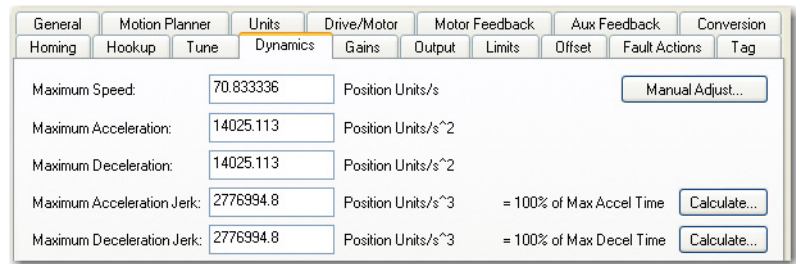 General Motion Planner Units Drive/Motor Motor Feedback Aux Feedback Conversion
Homing Hookup Tune Dynamics Gains Output Limits Offset Fault Actions Tag
Maximum Speed: 70.833336 Position Units/s Manual Adjust...
Maximum Acceleration: 14025.113 Position Units/s^2
Maximum Deceleration: 14025.113 Position Units/s^2
Maximum Acceleration Jerk: 2776994.8 Position Units/s^3 = 100% of Max Accel Time Calculate...
Maximum Deceleration Jerk: 2776994.8 Position Units/s^3 = 100% of Max Decel Time Calculate...